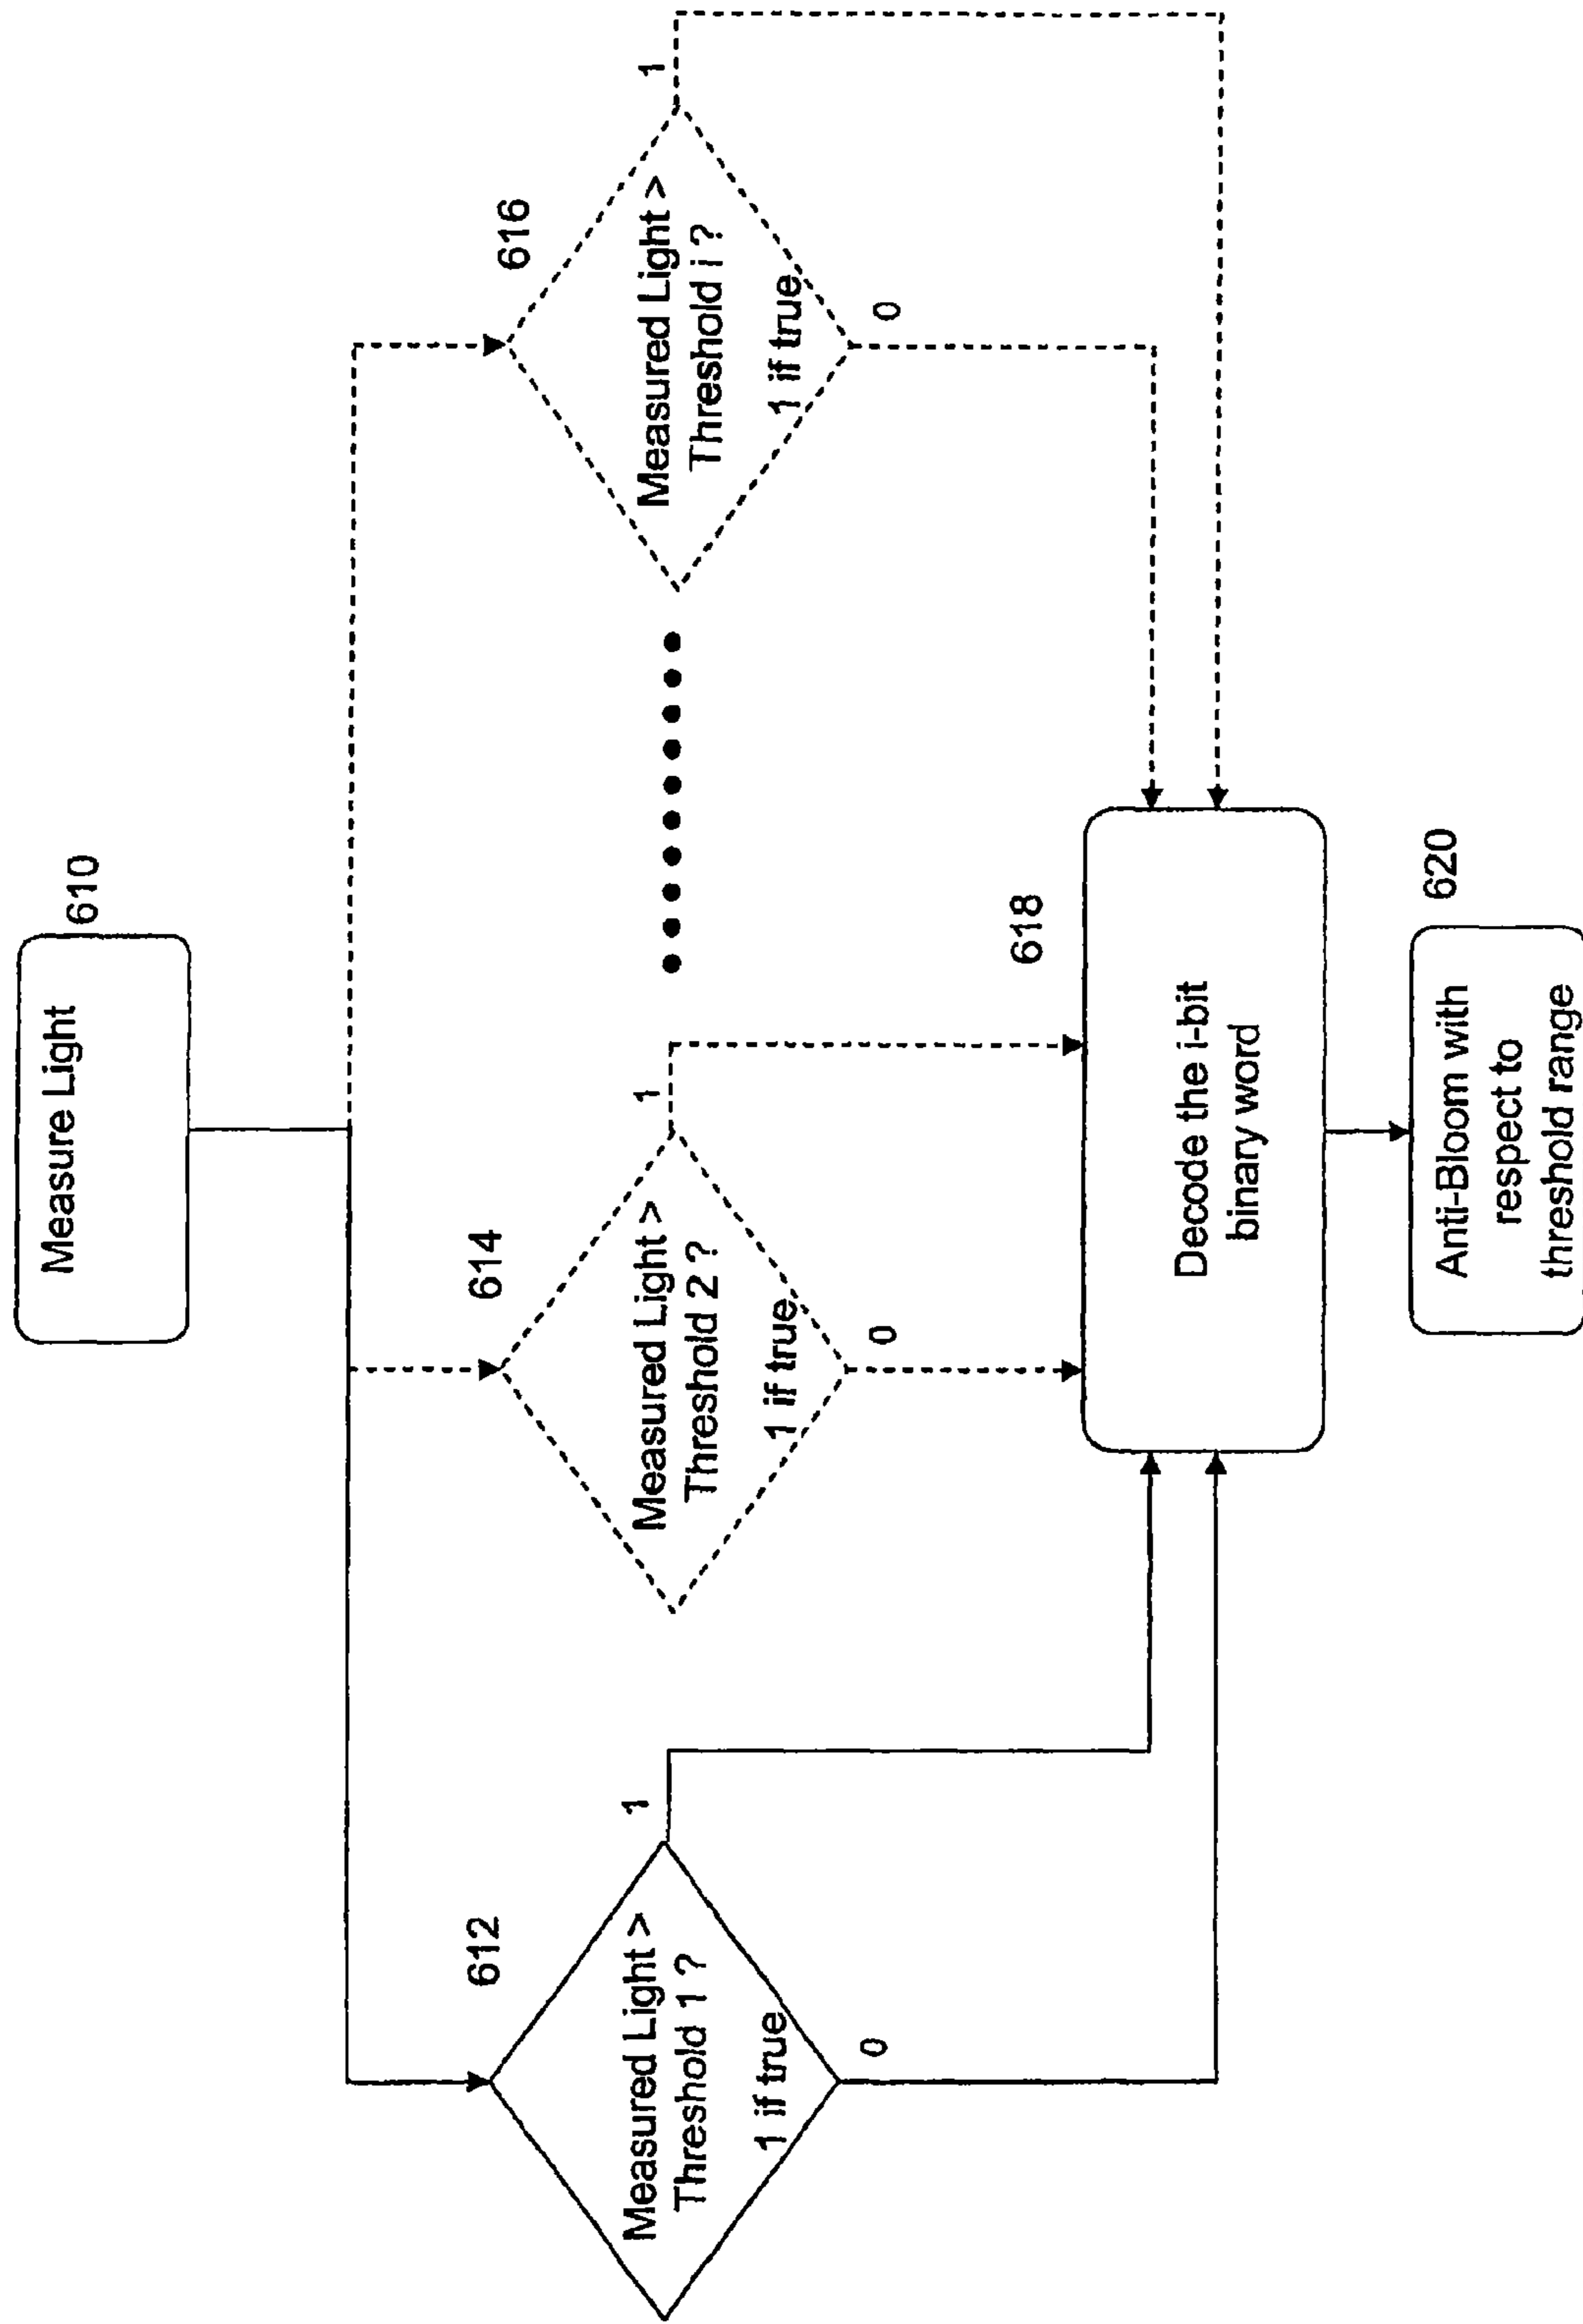 Measure Light
610
612
Measured Light >
Threshold 1 ?
1 if true
1
0
614
Measured Light >
Threshold 2 ?
1 if true
1
0
616
Measured Light >
Threshold i ?
1 if true
1
0
618
Decode the i-bit
binary word
620
Anti-Bloom with
respect to
threshold range